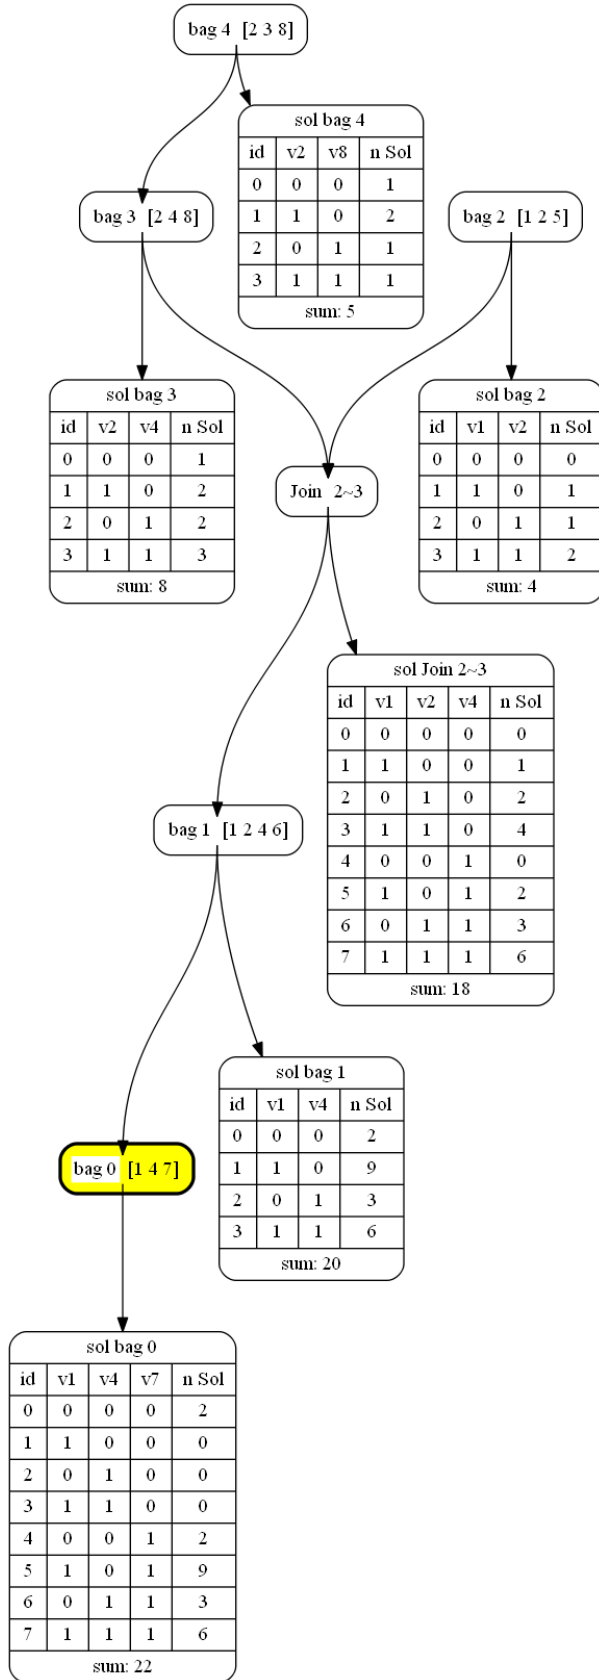 bag 4 [2 3 8]
sol bag 4
id v2 v8 n Sol
0 0 0 1
1 1 0 2
2 0 1 1
3 1 1 1
sum: 5
bag 3 [2 4 8]
bag 2 [1 2 5]
sol bag 3
id v2 v4 n Sol
0 0 0 1
1 1 0 2
2 0 1 2
3 1 1 3
sum: 8
Join 2~3
sol bag 2
id v1 v2 n Sol
0 0 0 0
1 1 0 1
2 0 1 1
3 1 1 2
sum: 4
sol Join 2~3
id v1 v2 v4 n Sol
0 0 0 0 0
1 1 0 0 1
2 0 1 0 2
3 1 1 0 4
4 0 0 1 0
5 1 0 1 2
6 0 1 1 3
7 1 1 1 6
sum: 18
bag 1 [1 2 4 6]
sol bag 1
id v1 v4 n Sol
0 0 0 2
1 1 0 9
2 0 1 3
3 1 1 6
sum: 20
bag 0 [1 4 7]
sol bag 0
id v1 v4 v7 n Sol
0 0 0 0 2
1 1 0 0 0
2 0 1 0 0
3 1 1 0 0
4 0 0 1 2
5 1 0 1 9
6 0 1 1 3
7 1 1 1 6
sum: 22